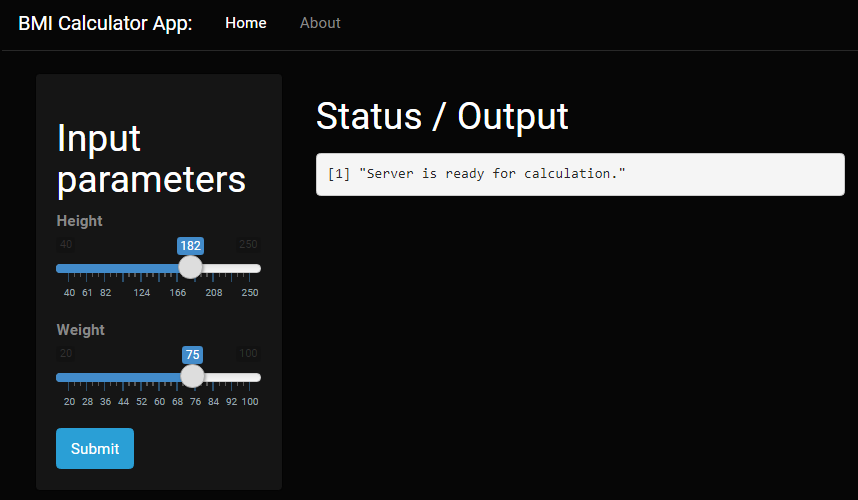 BMI Calculator App: Home About
Input
parameters
Height
40 182 250
40 61 82 124 166 208 250
Weight
20 75 100
20 28 36 44 52 60 68 76 84 92 100
Submit
Status / Output
[1] "Server is ready for calculation."